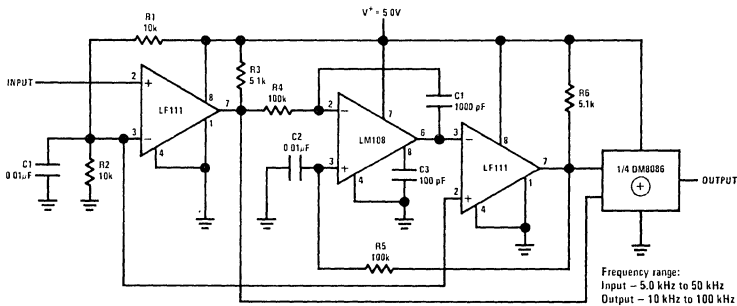 R1
10k
V+ = 5.0V
INPUT
2
+
LF111
−
3
8
7
1
4
C1
0.01μF
R2
10k
R3
5.1k
R4
100k
2
−
7
LM108
6
8
+
3
4
C1
1000 pF
C2
0.01μF
C3
100 pF
3
−
LF111
2
+
8
7
1
4
R6
5.1k
1/4 DM8086
+
OUTPUT
R5
100k
Frequency range:
Input – 5.0 kHz to 50 kHz
Output – 10 kHz to 100 kHz